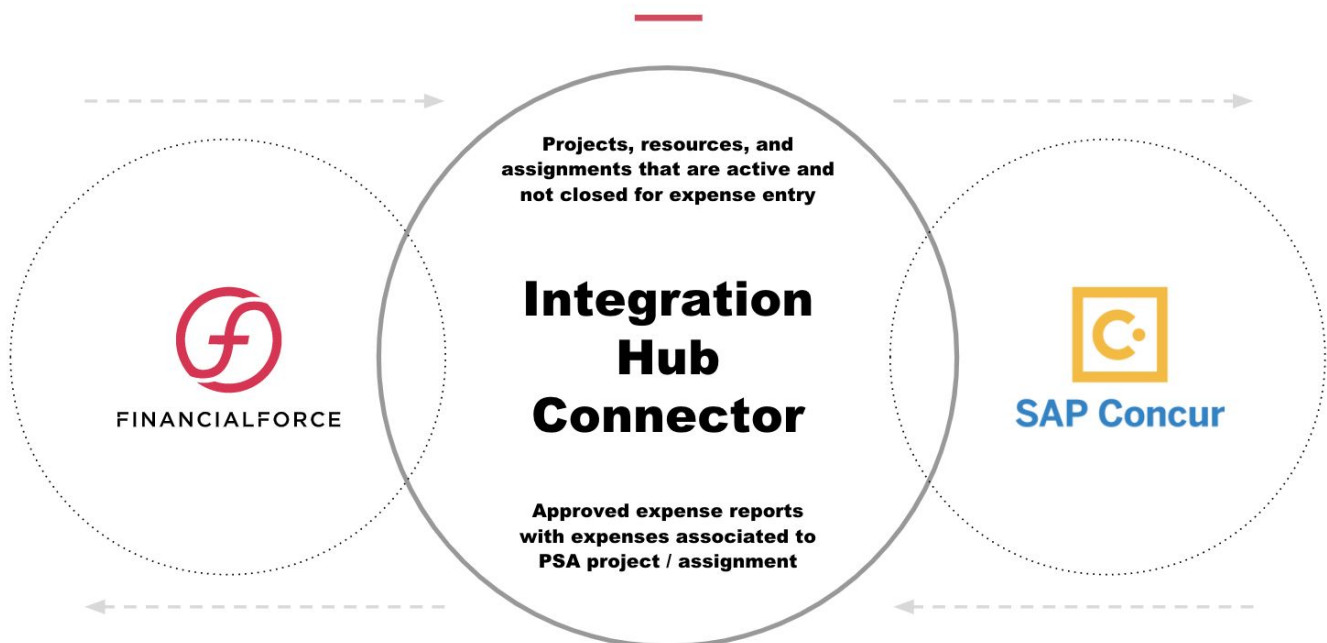 Projects, resources, and
assignments that are active and
not closed for expense entry
Integration
Hub
Connector
FINANCIALFORCE
SAP Concur
Approved expense reports
with expenses associated to
PSA project / assignment